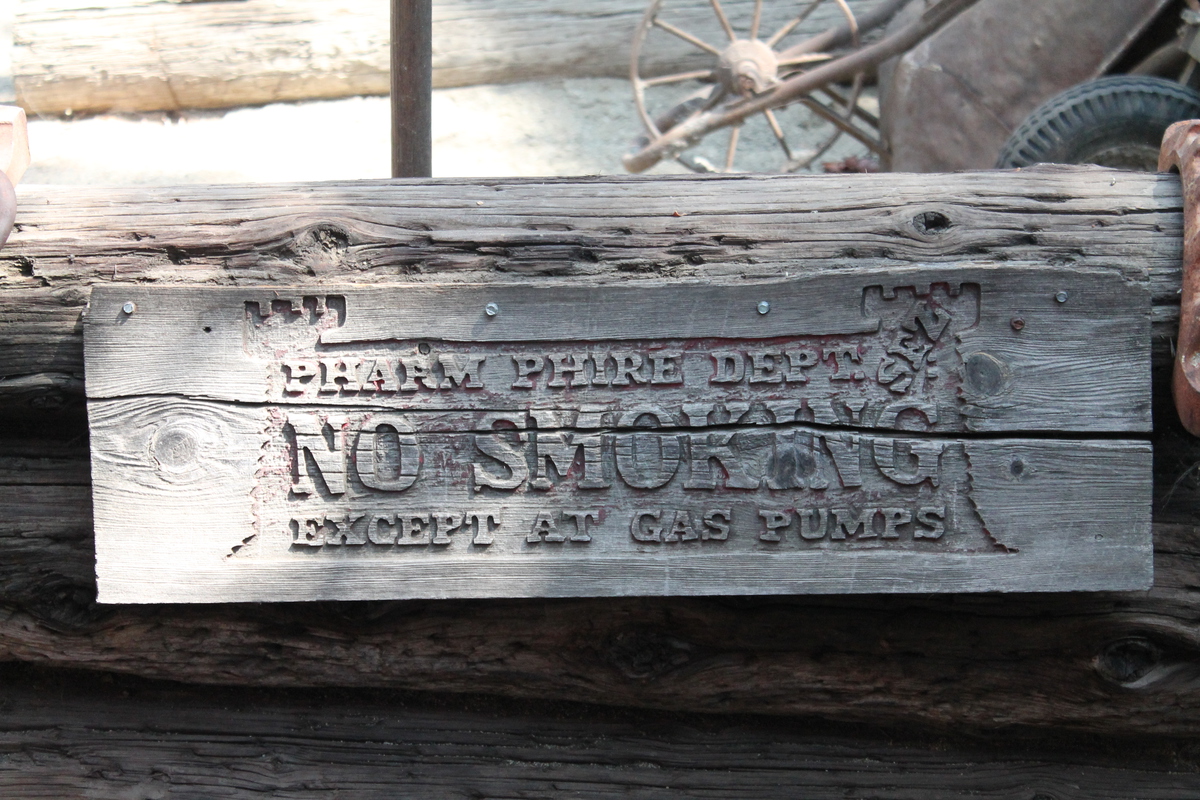 PHARM PHIRE DEPT.
NO SMOKING
EXCEPT AT GAS PUMPS